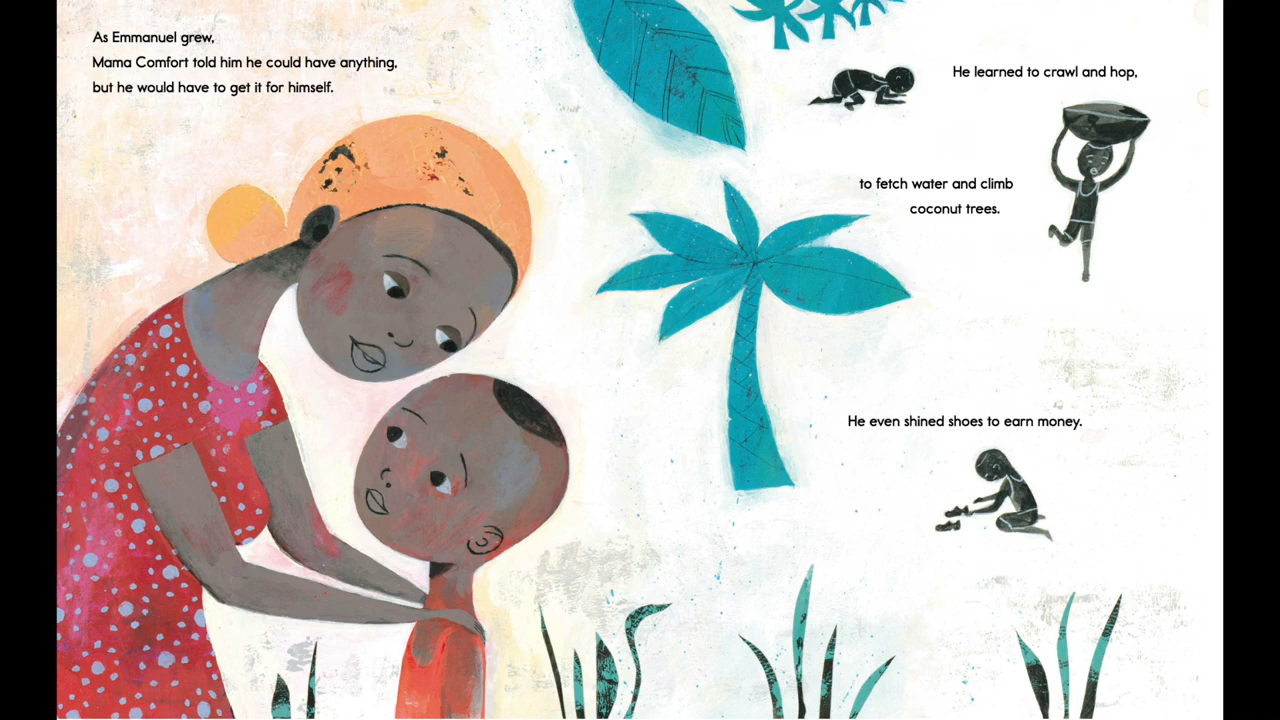 As Emmanuel grew,
Mama Comfort told him he could have anything,
but he would have to get it for himself.
He learned to crawl and hop,
to fetch water and climb
coconut trees.
He even shined shoes to earn money.